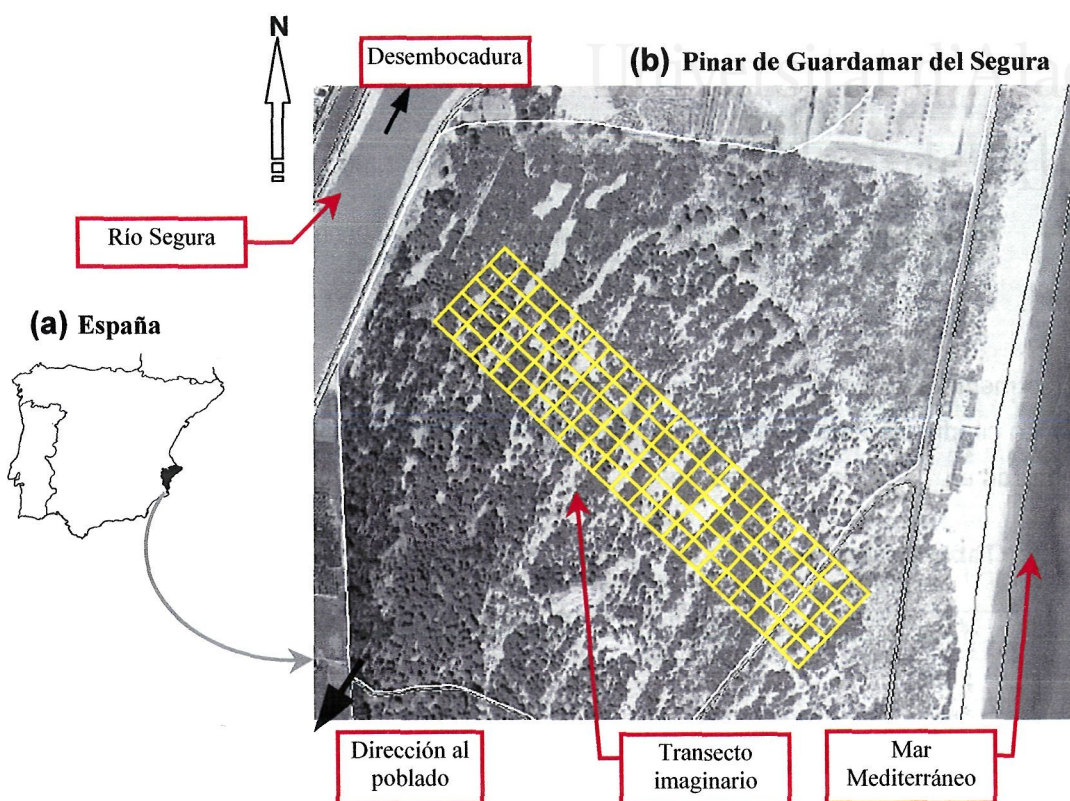 N
Desembocadura
(b) Pinar de Guardamar del Segura
Río Segura
(a) España
Dirección al
poblado
Transecto
imaginario
Mar
Mediterráneo